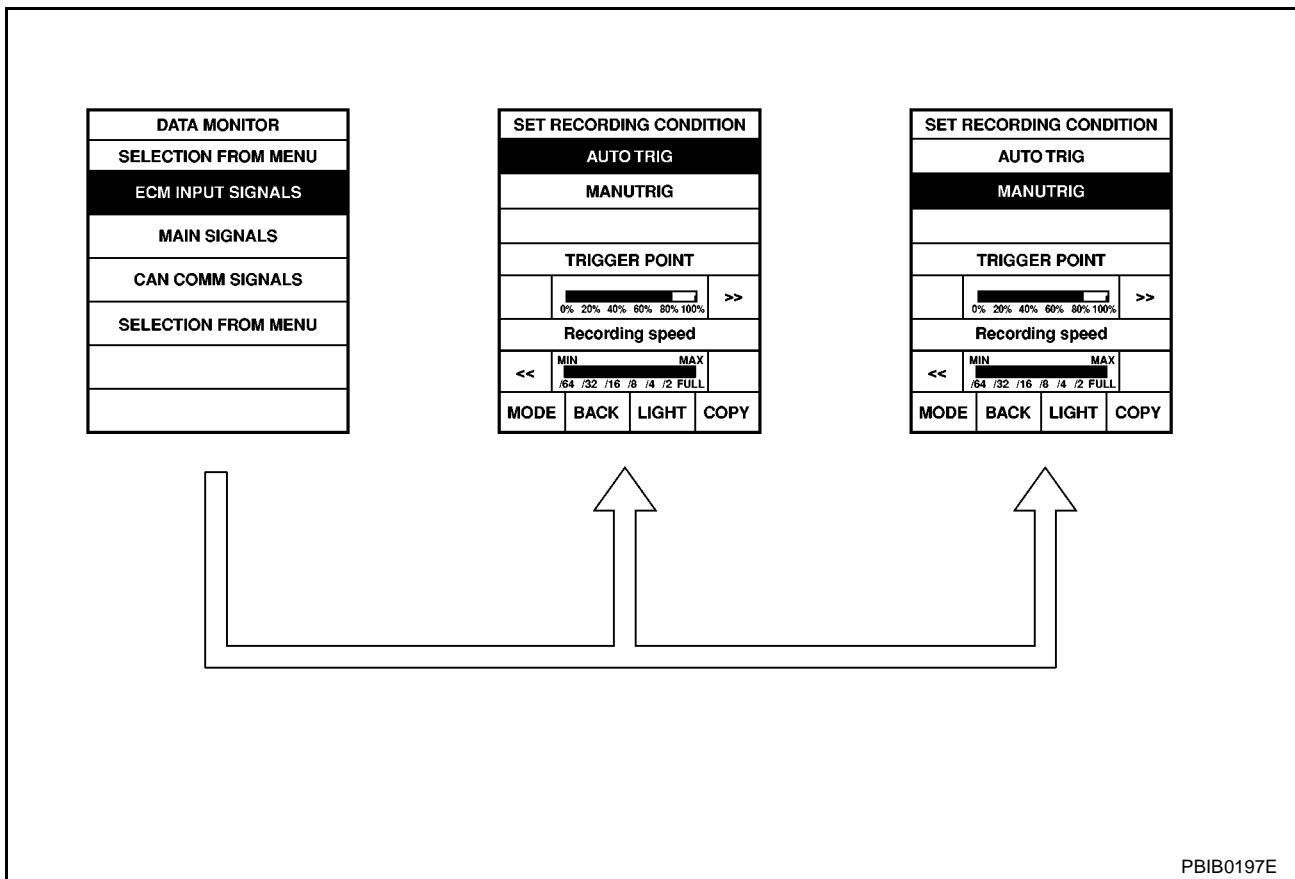 DATA MONITOR
SELECTION FROM MENU
ECM INPUT SIGNALS
MAIN SIGNALS
CAN COMM SIGNALS
SELECTION FROM MENU
SET RECORDING CONDITION
AUTO TRIG
MANUTRIG
TRIGGER POINT
>>
0% 20% 40% 60% 80% 100%
Recording speed
MIN MAX
<<
/64 /32 /16 /8 /4 /2 FULL
MODE BACK LIGHT COPY
SET RECORDING CONDITION
AUTO TRIG
MANUTRIG
TRIGGER POINT
>>
0% 20% 40% 60% 80% 100%
Recording speed
MIN MAX
<<
/64 /32 /16 /8 /4 /2 FULL
MODE BACK LIGHT COPY
PBIB0197E